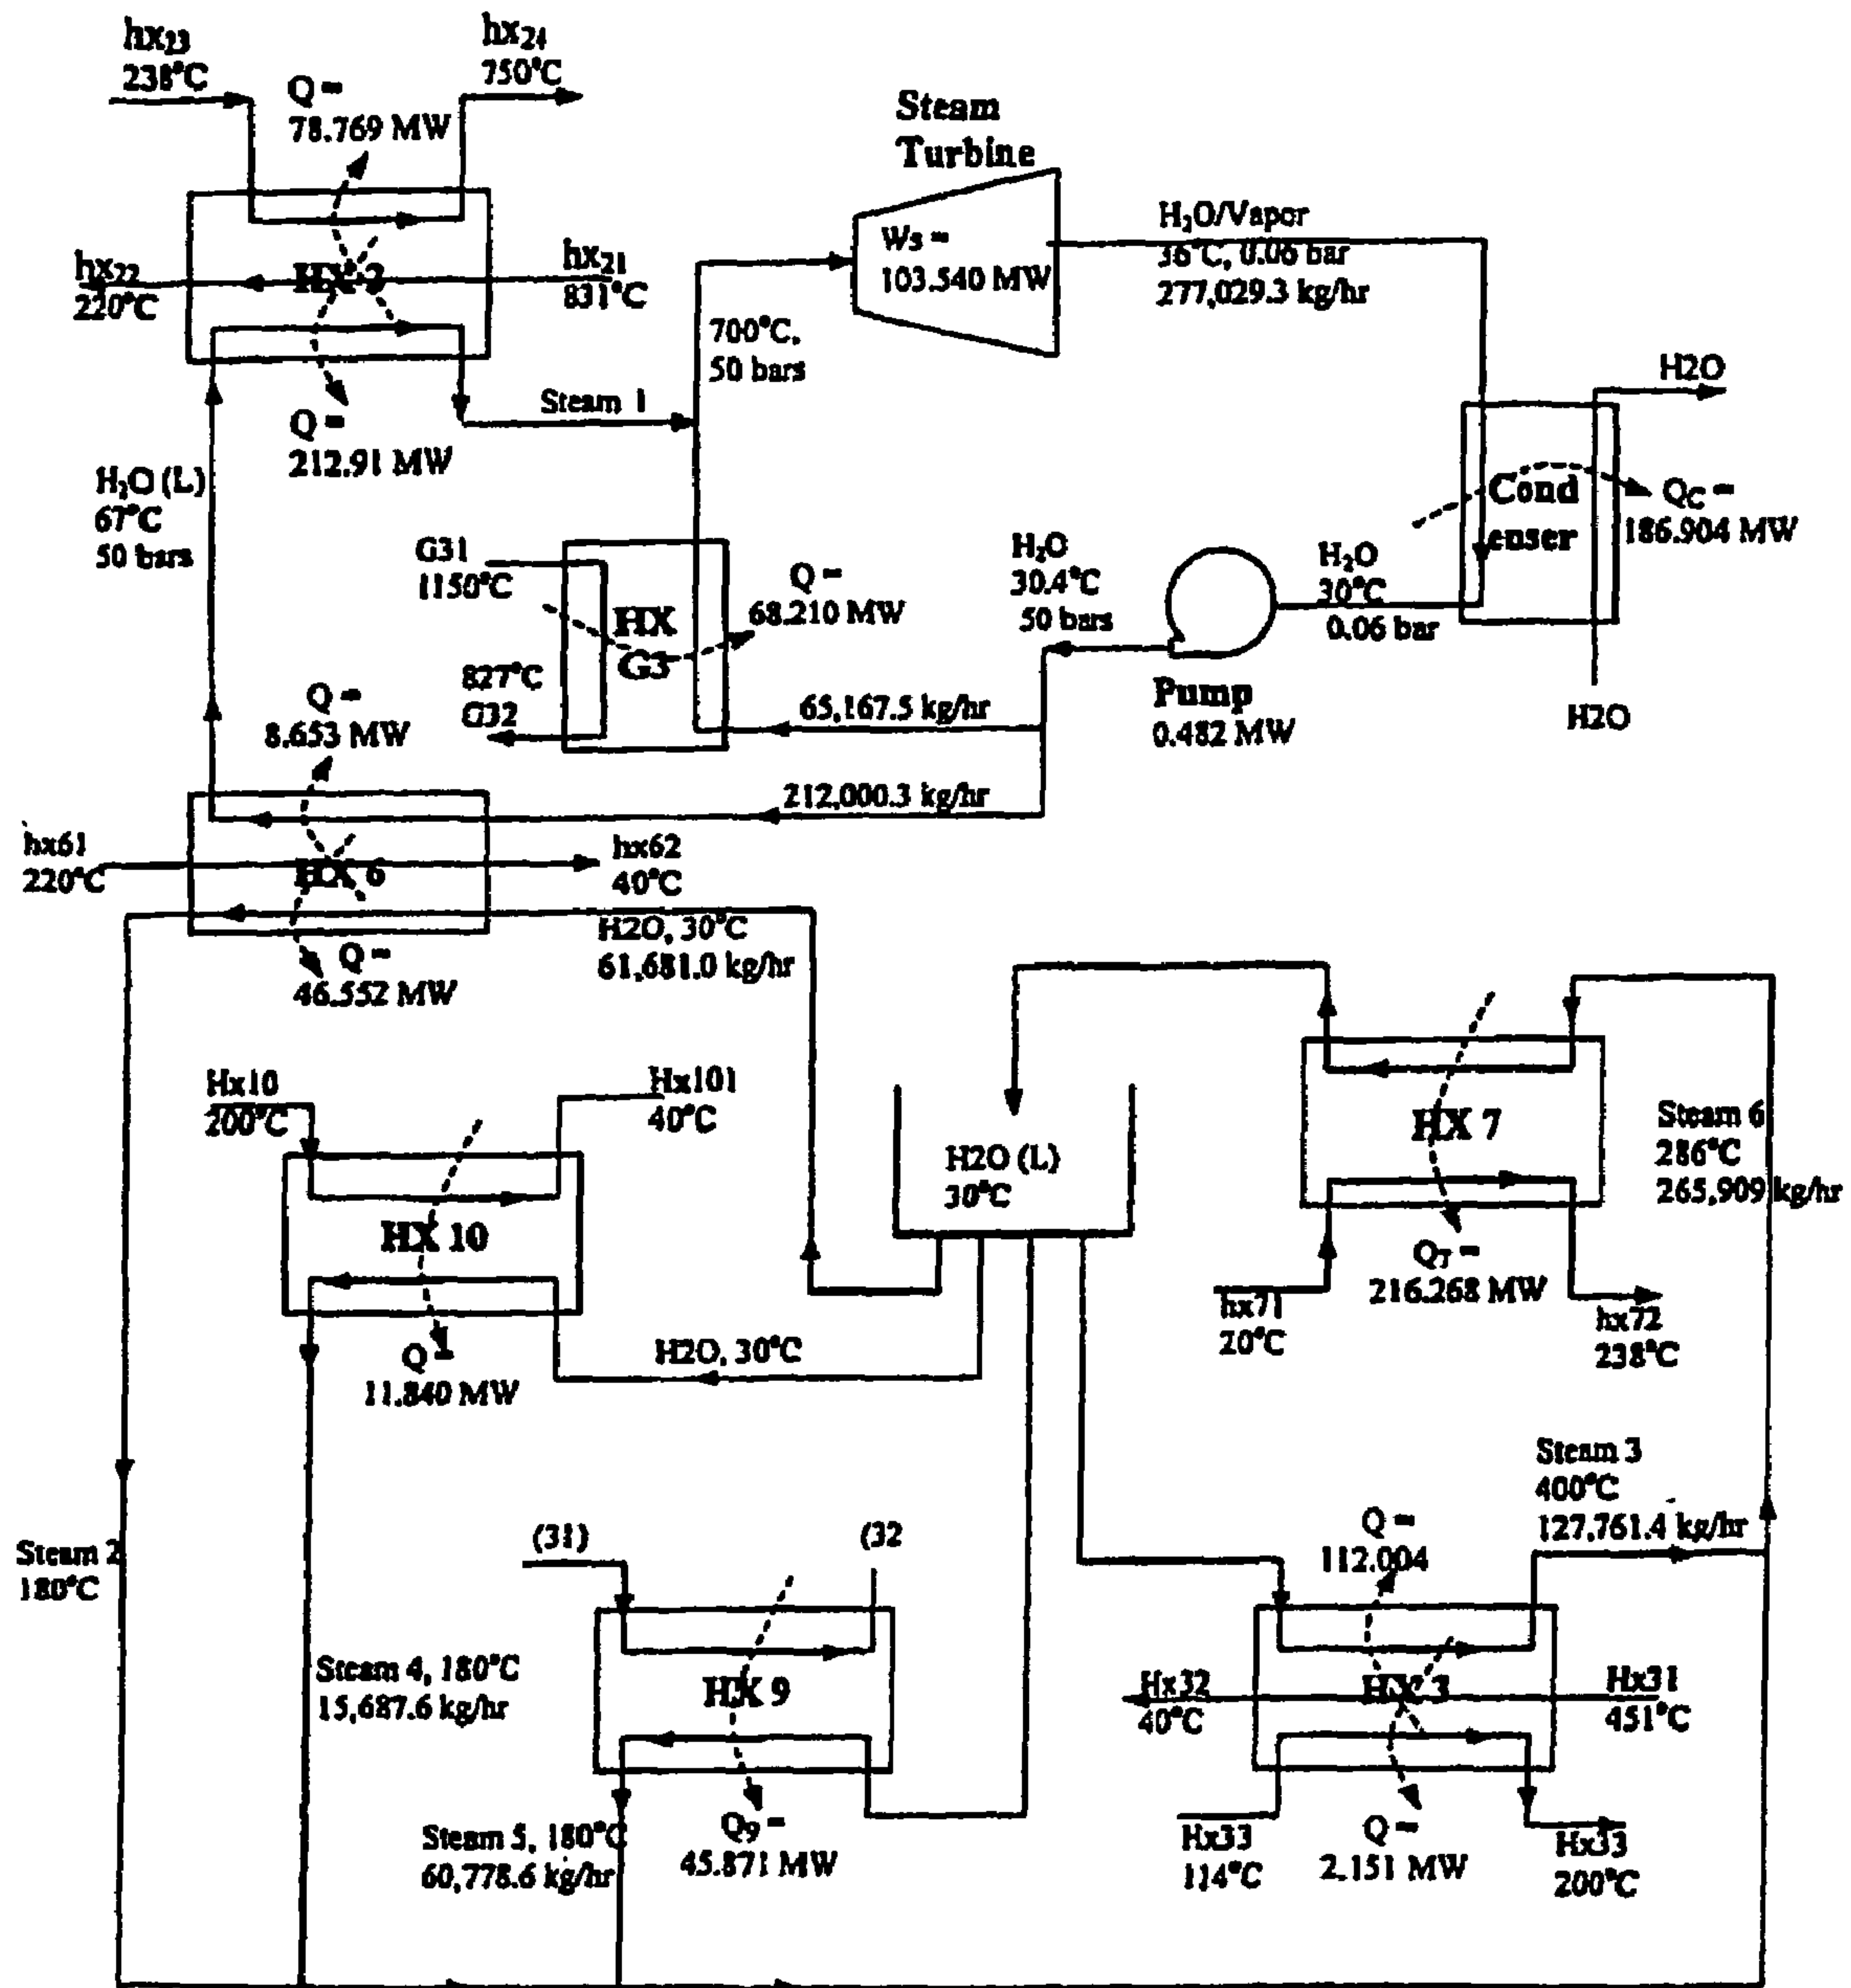 hx23
238°C
hx24
750°C
Q =
78.769 MW
hx22
220°C
HX 2
hx21
831°C
Q =
212.91 MW
Steam
Turbine
Ws =
103.540 MW
H₂O/Vapor
36°C, 0.06 bar
277,029.3 kg/hr
700°C,
50 bars
Steam 1
H2O
Cond
enser
QC =
186.904 MW
H2O
H₂O (L)
67°C
50 bars
G31
1150°C
HX
G3
Q =
68.210 MW
827°C
G32
H₂O
30.4°C
50 bars
H₂O
30°C
0.06 bar
Pump
0.482 MW
65,167.5 kg/hr
212,000.3 kg/hr
Q =
8.653 MW
hx61
220°C
HX 6
hx62
40°C
H2O, 30°C
61,681.0 kg/hr
Q =
46.552 MW
Hx10
200°C
Hx101
40°C
HX 10
Q =
11.840 MW
H2O, 30°C
H2O (L)
30°C
HX 7
Steam 6
286°C
265,909 kg/hr
Q7 =
216.268 MW
hx71
20°C
hx72
238°C
Steam 2
180°C
Steam 4, 180°C
15,687.6 kg/hr
(31)
(32
HX 9
Q9 =
45.871 MW
Steam 5, 180°C
60,778.6 kg/hr
Steam 3
400°C
127,761.4 kg/hr
Q =
112.004
HX 3
Hx32
40°C
Hx31
451°C
Hx33
114°C
Q =
2.151 MW
Hx33
200°C